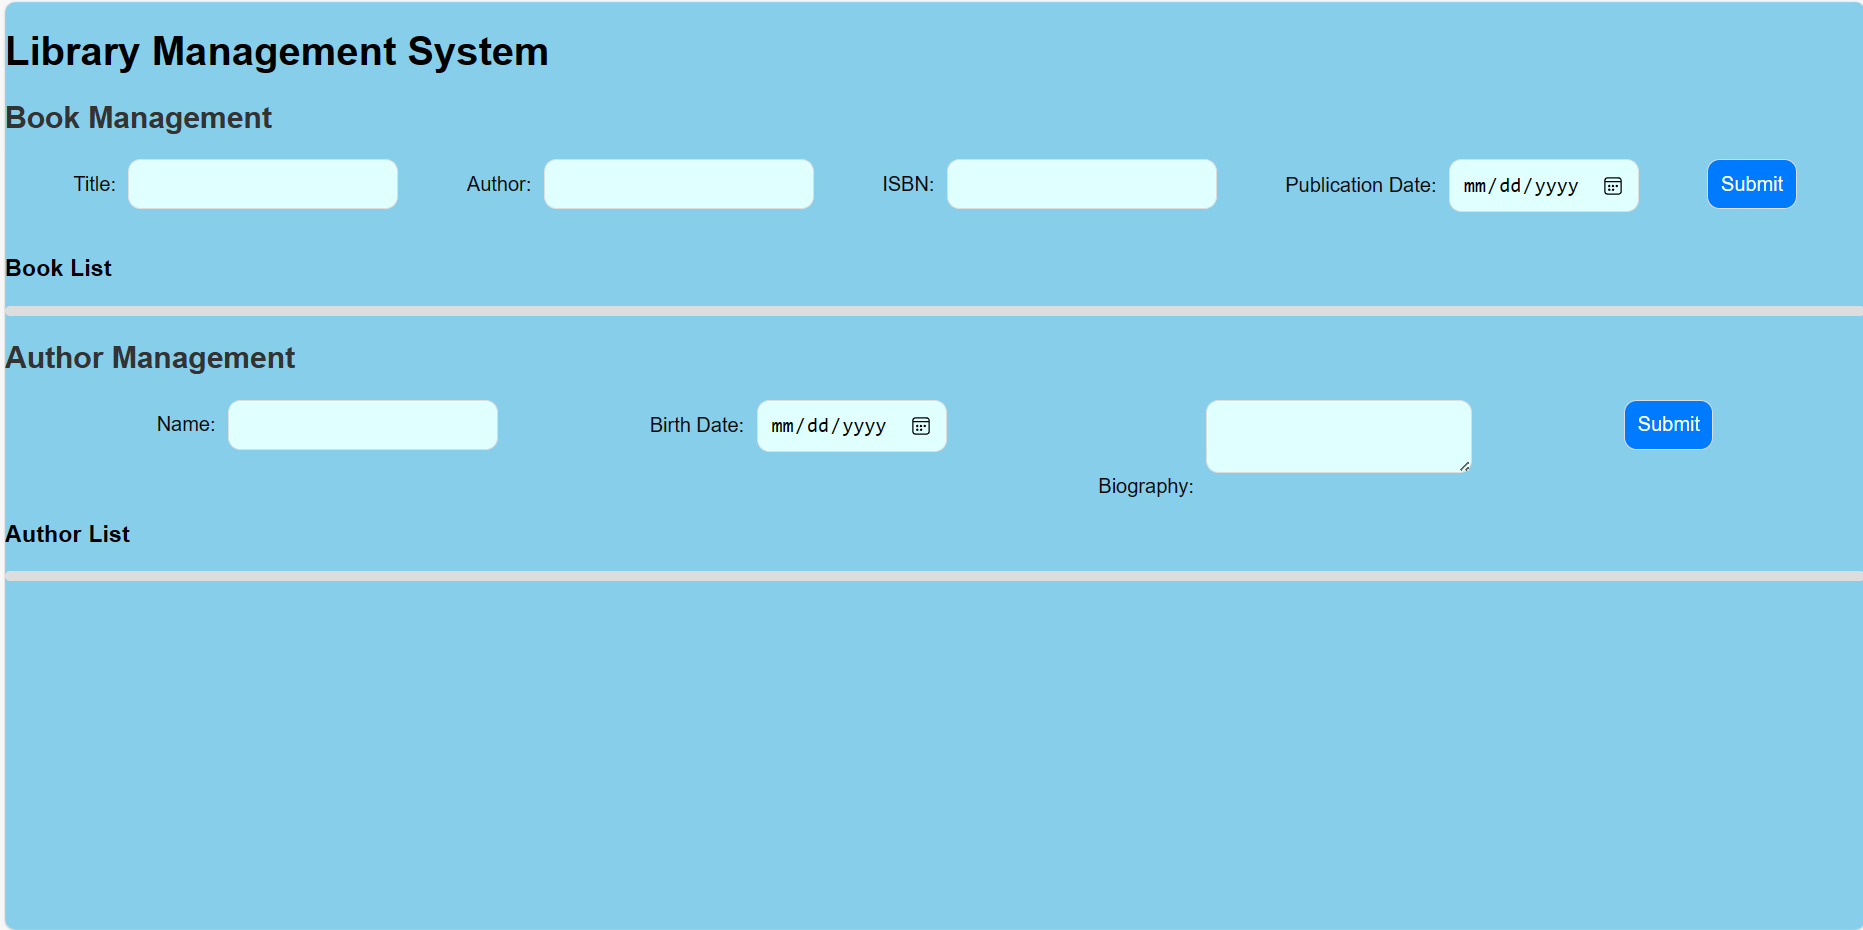 Library Management System
Book Management
Title: Author: ISBN: Publication Date: mm/dd/yyyy Submit
Book List
Author Management
Name: Birth Date: mm/dd/yyyy Submit
Biography:
Author List